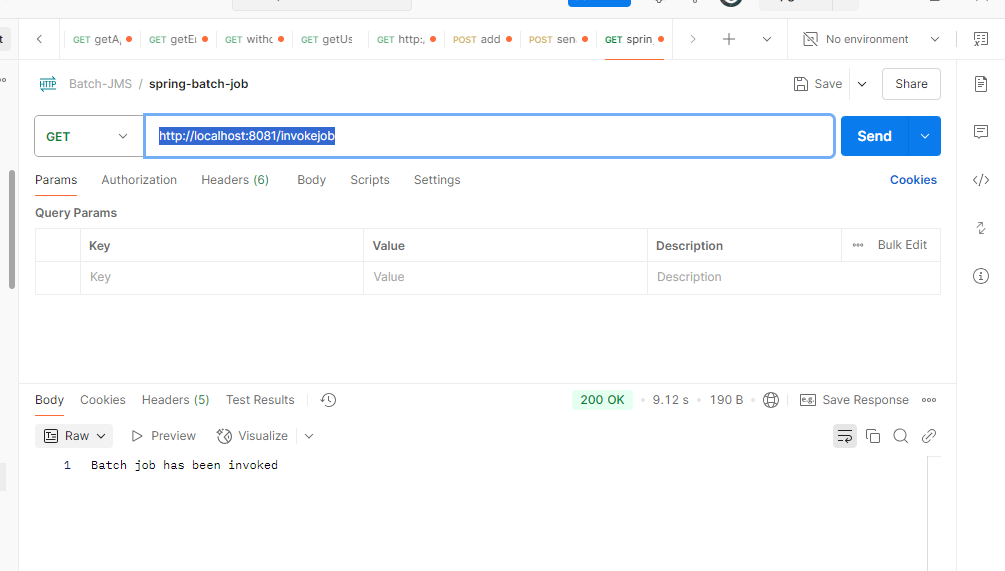 GET getA
GET getE
GET witho
GET getUs
GET http:
POST add
POST sen
GET sprin
No environment
Batch-JMS / spring-batch-job
Save
Share
GET
http://localhost:8081/invokejob
Send
Params Authorization Headers (6) Body Scripts Settings Cookies
Query Params
Key Value Description Bulk Edit
Key Value Description
Body Cookies Headers (5) Test Results
200 OK 9.12 s 190 B
e.g. Save Response
Raw Preview Visualize
1 Batch job has been invoked